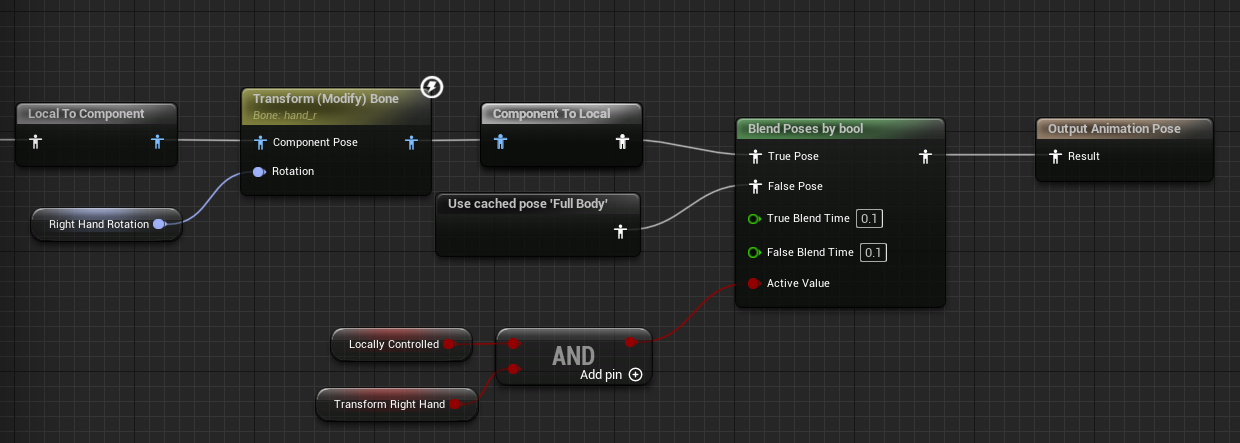 Local To Component
Transform (Modify) Bone
Bone: hand_r
Component Pose
Rotation
Right Hand Rotation
Component To Local
Use cached pose 'Full Body'
Blend Poses by bool
True Pose
False Pose
True Blend Time 0.1
False Blend Time 0.1
Active Value
Output Animation Pose
Result
Locally Controlled
Transform Right Hand
AND
Add pin